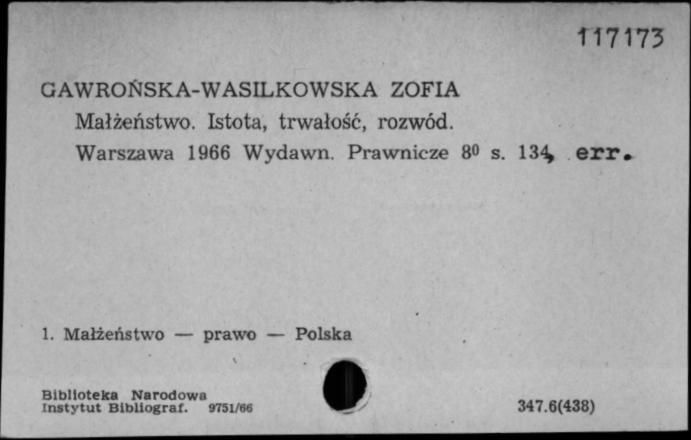 117173
GAWROŃSKA-WASILKOWSKA ZOFIA
Małżeństwo. Istota, trwałość, rozwód.
Warszawa 1966 Wydawn. Prawnicze 8⁰ s. 134, err.
1. Małżeństwo — prawo — Polska
Biblioteka Narodowa
Instytut Bibliograf. 9751/66
347.6(438)